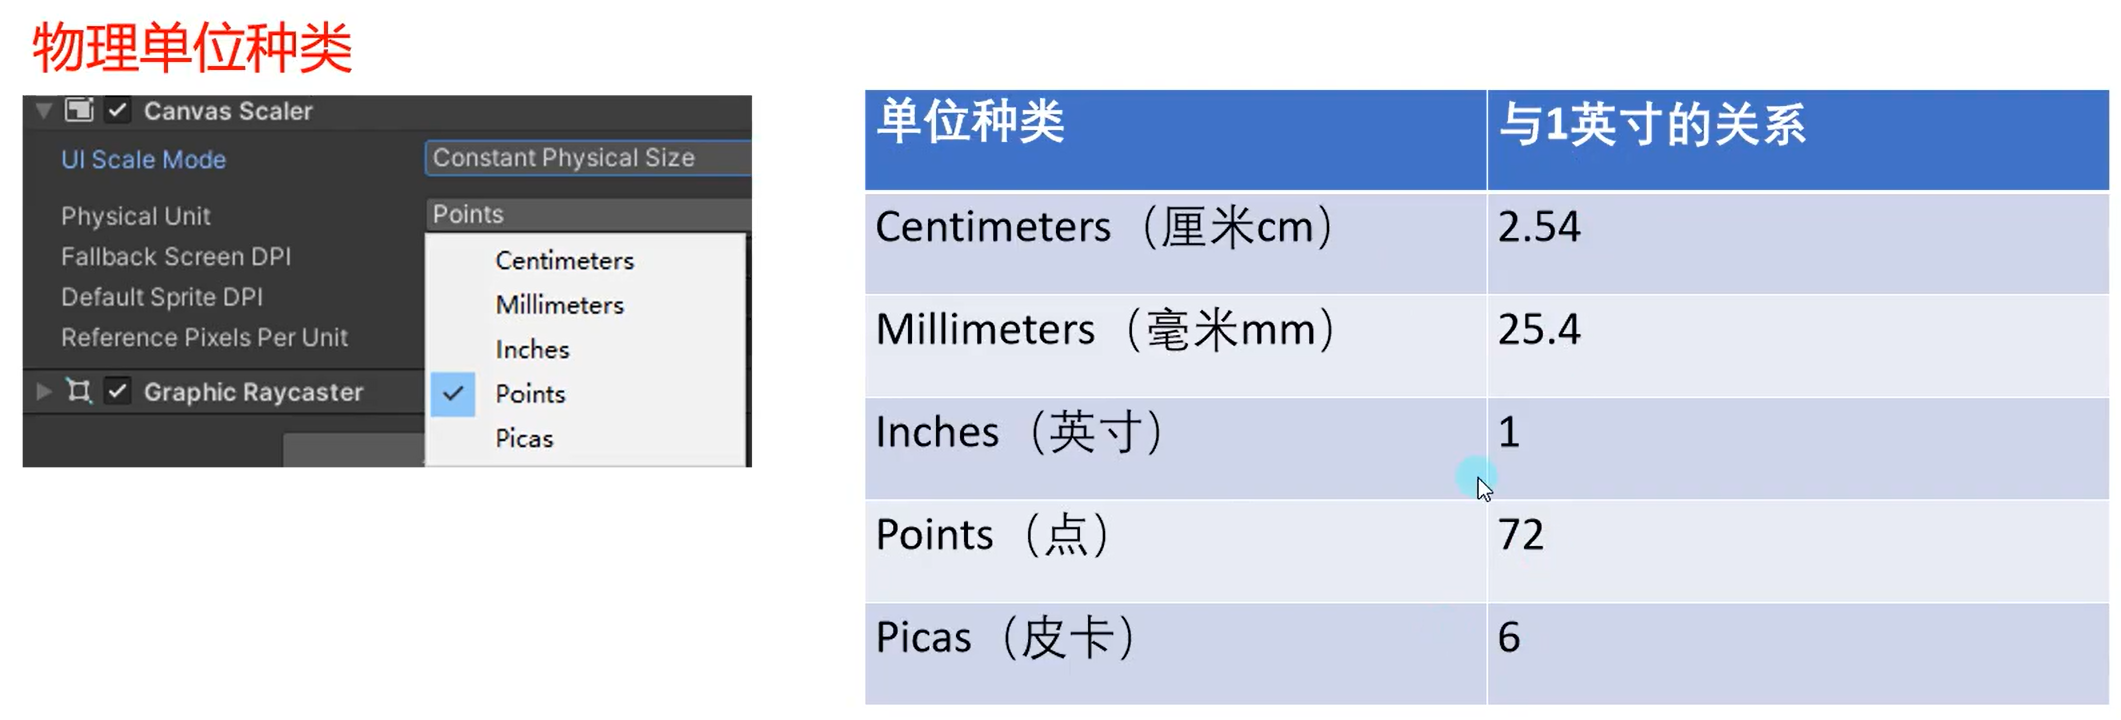 物理单位种类
Canvas Scaler
UI Scale Mode
Constant Physical Size
Physical Unit
Points
Fallback Screen DPI
Default Sprite DPI
Reference Pixels Per Unit
Centimeters
Millimeters
Inches
Points
Picas
Graphic Raycaster
单位种类 与1英寸的关系
Centimeters（厘米cm） 2.54
Millimeters（毫米mm） 25.4
Inches（英寸） 1
Points（点） 72
Picas（皮卡） 6